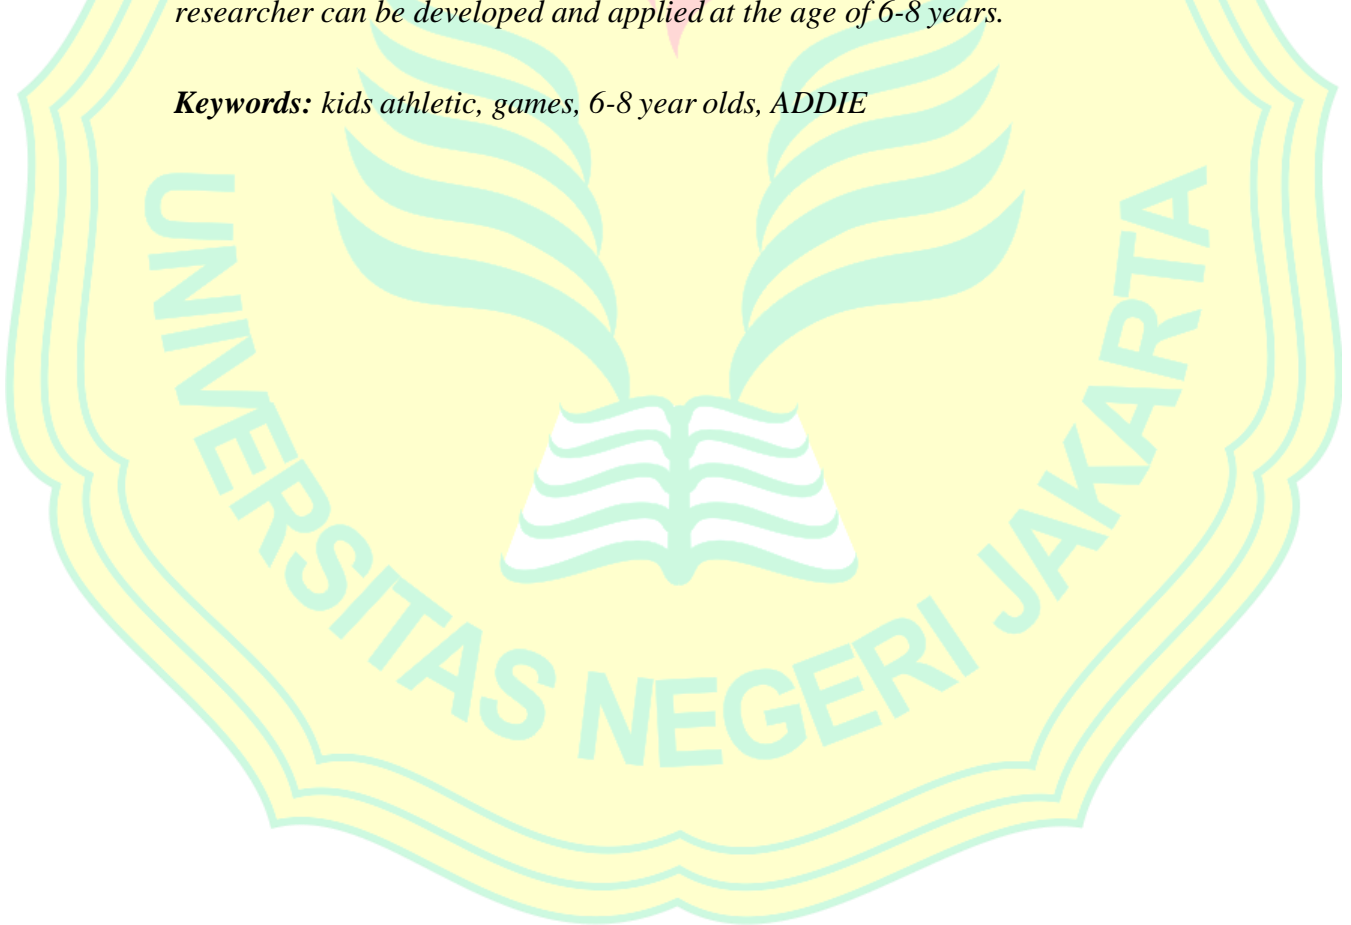 researcher can be developed and applied at the age of 6-8 years.
Keywords: kids athletic, games, 6-8 year olds, ADDIE
UNIVERSITAS NEGERI JAKARTA